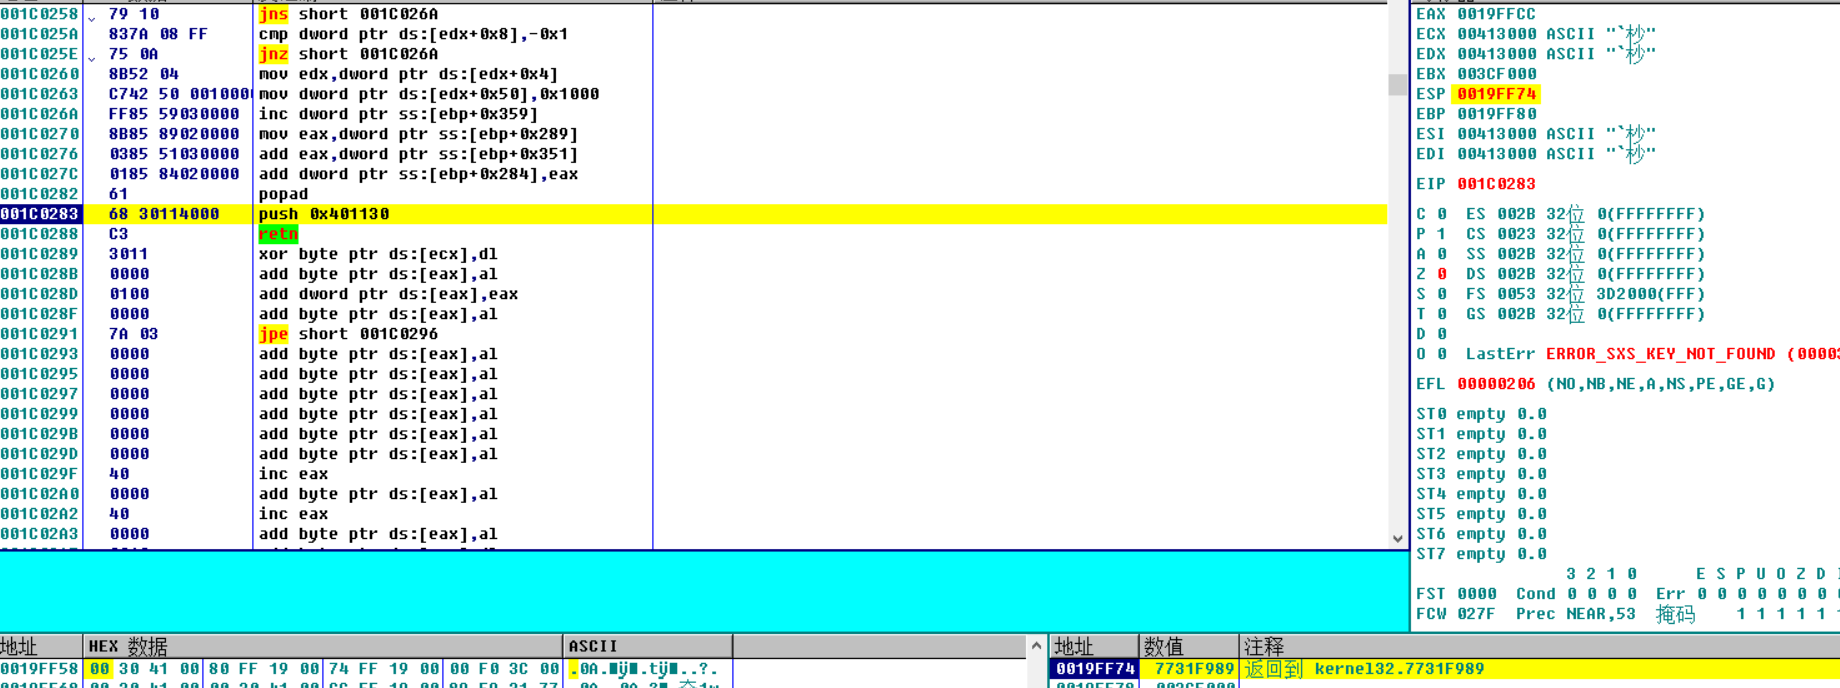 001C0258 79 10 jns short 001C026A
001C025A 837A 08 FF cmp dword ptr ds:[edx+0x8],-0x1
001C025E 75 0A jnz short 001C026A
001C0260 8B52 04 mov edx,dword ptr ds:[edx+0x4]
001C0263 C742 50 0010000 mov dword ptr ds:[edx+0x50],0x1000
001C026A FF85 59030000 inc dword ptr ss:[ebp+0x359]
001C0270 8B85 89020000 mov eax,dword ptr ss:[ebp+0x289]
001C0276 0385 51030000 add eax,dword ptr ss:[ebp+0x351]
001C027C 0185 84020000 add dword ptr ss:[ebp+0x284],eax
001C0282 61 popad
001C0283 68 30114000 push 0x401130
001C0288 C3 retn
001C0289 3011 xor byte ptr ds:[ecx],dl
001C028B 0000 add byte ptr ds:[eax],al
001C028D 0100 add dword ptr ds:[eax],eax
001C028F 0000 add byte ptr ds:[eax],al
001C0291 7A 03 jpe short 001C0296
001C0293 0000 add byte ptr ds:[eax],al
001C0295 0000 add byte ptr ds:[eax],al
001C0297 0000 add byte ptr ds:[eax],al
001C0299 0000 add byte ptr ds:[eax],al
001C029B 0000 add byte ptr ds:[eax],al
001C029D 0000 add byte ptr ds:[eax],al
001C029F 40 inc eax
001C02A0 0000 add byte ptr ds:[eax],al
001C02A2 40 inc eax
001C02A3 0000 add byte ptr ds:[eax],al
EAX 0019FFCC
ECX 00413000 ASCII "`秒"
EDX 00413000 ASCII "`秒"
EBX 003CF000
ESP 0019FF74
EBP 0019FF80
ESI 00413000 ASCII "`秒"
EDI 00413000 ASCII "`秒"
EIP 001C0283
C 0 ES 002B 32位 0(FFFFFFFF)
P 1 CS 0023 32位 0(FFFFFFFF)
A 0 SS 002B 32位 0(FFFFFFFF)
Z 0 DS 002B 32位 0(FFFFFFFF)
S 0 FS 0053 32位 3D2000(FFF)
T 0 GS 002B 32位 0(FFFFFFFF)
D 0
O 0 LastErr ERROR_SXS_KEY_NOT_FOUND (0000
EFL 00000206 (NO,NB,NE,A,NS,PE,GE,G)
ST0 empty 0.0
ST1 empty 0.0
ST2 empty 0.0
ST3 empty 0.0
ST4 empty 0.0
ST5 empty 0.0
ST6 empty 0.0
ST7 empty 0.0
3 2 1 0 E S P U O Z D
FST 0000 Cond 0 0 0 0 Err 0 0 0 0 0 0 0
FCW 027F Prec NEAR,53 掩码 1 1 1 1 1
地址 HEX 数据 ASCII
0019FF58 00 30 41 00 80 FF 19 00 74 FF 19 00 00 F0 3C 00 .0A.
地址 数值 注释
0019FF74 7731F989 返回到 kernel32.7731F989